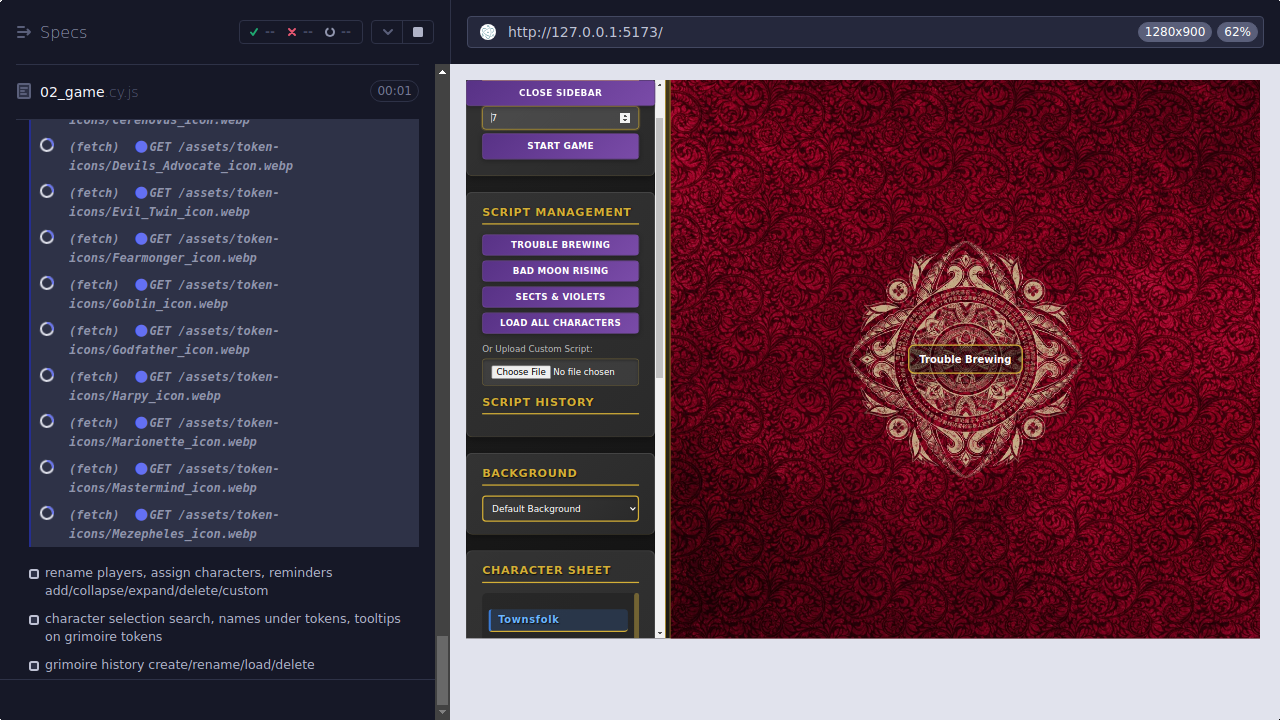 Specs
--
--
--
http://127.0.0.1:5173/
1280x900
62%
02_game.cy.js
00:01
icons/Cerenovus_icon.webp
(fetch) GET /assets/token-
icons/Devils_Advocate_icon.webp
(fetch) GET /assets/token-
icons/Evil_Twin_icon.webp
(fetch) GET /assets/token-
icons/Fearmonger_icon.webp
(fetch) GET /assets/token-
icons/Goblin_icon.webp
(fetch) GET /assets/token-
icons/Godfather_icon.webp
(fetch) GET /assets/token-
icons/Harpy_icon.webp
(fetch) GET /assets/token-
icons/Marionette_icon.webp
(fetch) GET /assets/token-
icons/Mastermind_icon.webp
(fetch) GET /assets/token-
icons/Mezepheles_icon.webp
rename players, assign characters, reminders
add/collapse/expand/delete/custom
character selection search, names under tokens, tooltips
on grimoire tokens
grimoire history create/rename/load/delete
CLOSE SIDEBAR
7
START GAME
SCRIPT MANAGEMENT
TROUBLE BREWING
BAD MOON RISING
SECTS & VIOLETS
LOAD ALL CHARACTERS
Or Upload Custom Script:
Choose File No file chosen
SCRIPT HISTORY
BACKGROUND
Default Background
CHARACTER SHEET
Townsfolk
Trouble Brewing